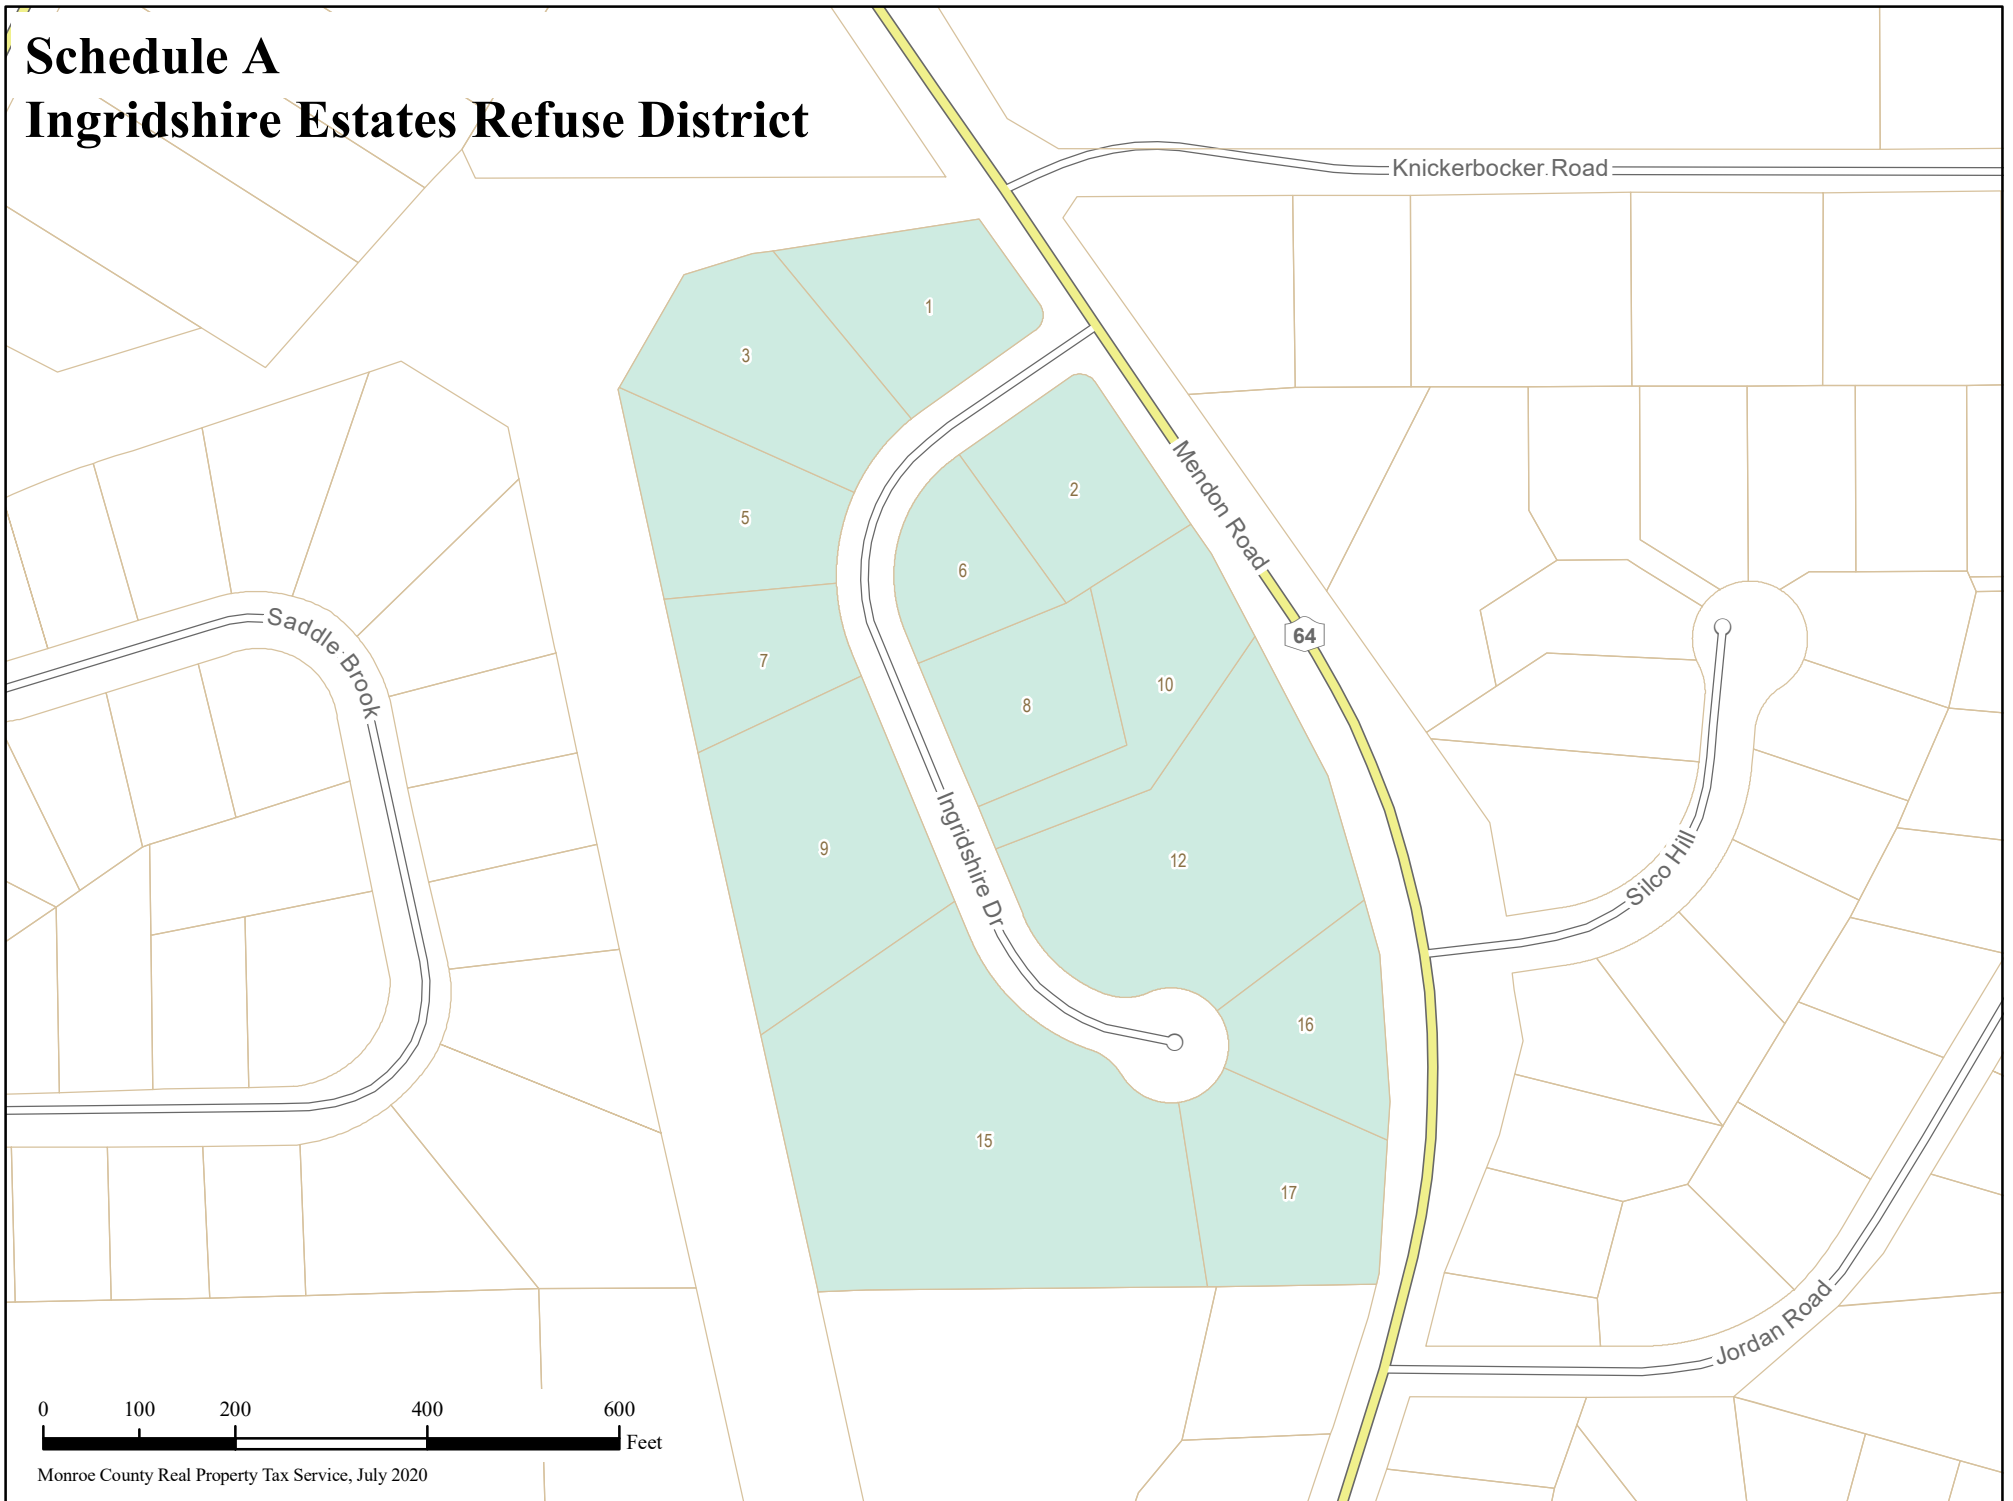 Schedule A
Ingridshire Estates Refuse District
Knickerbocker Road
1
3
Mendon Road
2
5
6
Saddle Brook
64
7
10
8
Ingridshire Dr
9
12
Silco Hill
16
15
17
Jordan Road
0 100 200 400 600
Feet
Monroe County Real Property Tax Service, July 2020